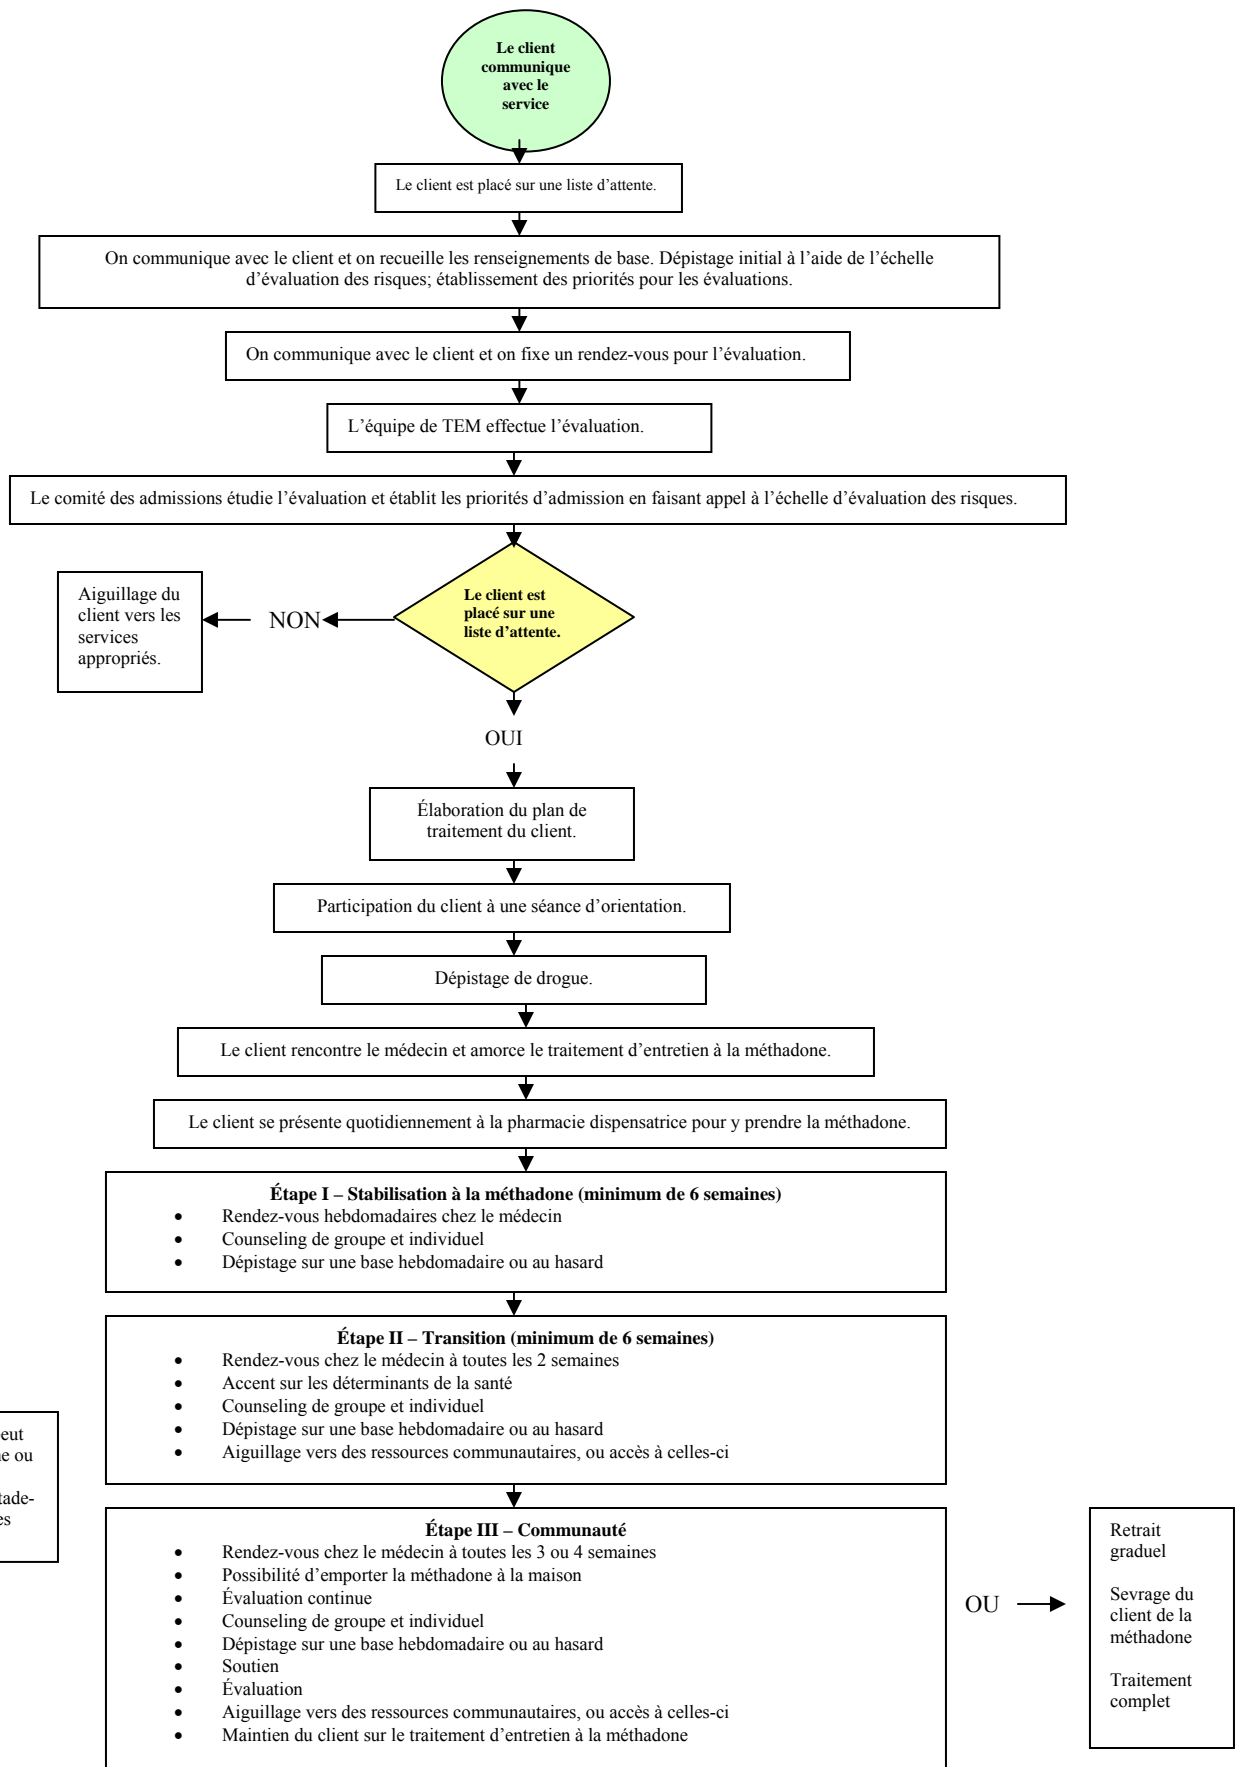 Le client
communique
avec le
service
Le client est placé sur une liste d’attente.
On communique avec le client et on recueille les renseignements de base. Dépistage initial à l’aide de l’échelle
d’évaluation des risques; établissement des priorités pour les évaluations.
On communique avec le client et on fixe un rendez-vous pour l’évaluation.
L’équipe de TEM effectue l’évaluation.
Le comité des admissions étudie l’évaluation et établit les priorités d’admission en faisant appel à l’échelle d’évaluation des risques.
Le client est
placé sur une
liste d’attente.
NON
Aiguillage du
client vers les
services
appropriés.
OUI
Élaboration du plan de
traitement du client.
Participation du client à une séance d’orientation.
Dépistage de drogue.
Le client rencontre le médecin et amorce le traitement d’entretien à la méthadone.
Le client se présente quotidiennement à la pharmacie dispensatrice pour y prendre la méthadone.
Étape I – Stabilisation à la méthadone (minimum de 6 semaines)
• Rendez-vous hebdomadaires chez le médecin
• Counseling de groupe et individuel
• Dépistage sur une base hebdomadaire ou au hasard
Étape II – Transition (minimum de 6 semaines)
• Rendez-vous chez le médecin à toutes les 2 semaines
• Accent sur les déterminants de la santé
• Counseling de groupe et individuel
• Dépistage sur une base hebdomadaire ou au hasard
• Aiguillage vers des ressources communautaires, ou accès à celles-ci
ou
Étape III – Communauté
• Rendez-vous chez le médecin à toutes les 3 ou 4 semaines
• Possibilité d’emporter la méthadone à la maison
• Évaluation continue
• Counseling de groupe et individuel
• Dépistage sur une base hebdomadaire ou au hasard
• Soutien
• Évaluation
• Aiguillage vers des ressources communautaires, ou accès à celles-ci
• Maintien du client sur le traitement d’entretien à la méthadone
OU
Retrait
graduel
Sevrage du
client de la
méthadone
Traitement
complet